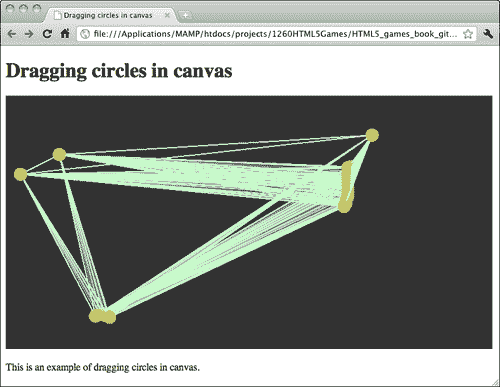 Dragging circles in canvas
file:///Applications/MAMP/htdocs/projects/1260HTML5Games/HTML5_games_book_git...
Dragging circles in canvas
This is an example of dragging circles in canvas.